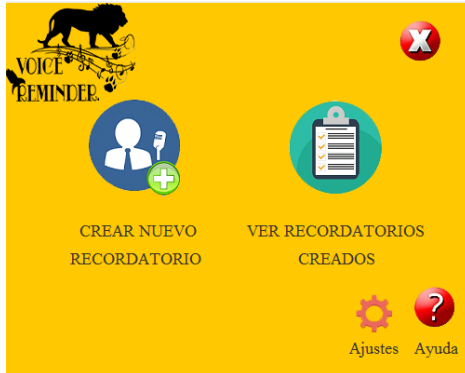 VOICE
REMINDER.
X
CREAR NUEVO
RECORDATORIO
VER RECORDATORIOS
CREADOS
?
Ajustes
Ayuda